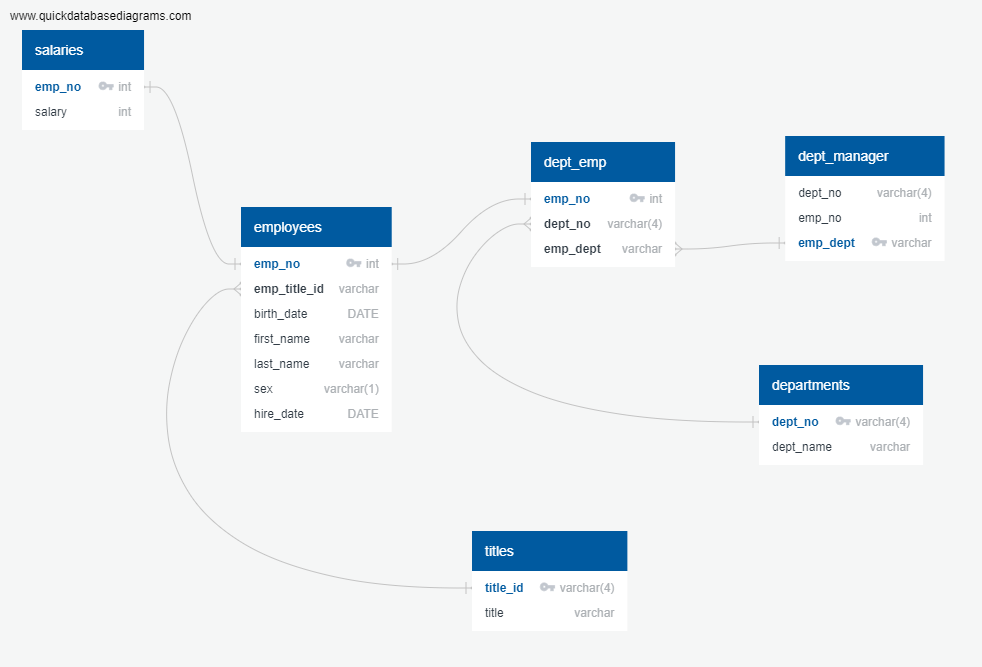 www.quickdatabasediagrams.com
salaries
emp_no int
salary int
employees
emp_no int
emp_title_id varchar
birth_date DATE
first_name varchar
last_name varchar
sex varchar(1)
hire_date DATE
dept_emp
emp_no int
dept_no varchar(4)
emp_dept varchar
dept_manager
dept_no varchar(4)
emp_no int
emp_dept varchar
departments
dept_no varchar(4)
dept_name varchar
titles
title_id varchar(4)
title varchar